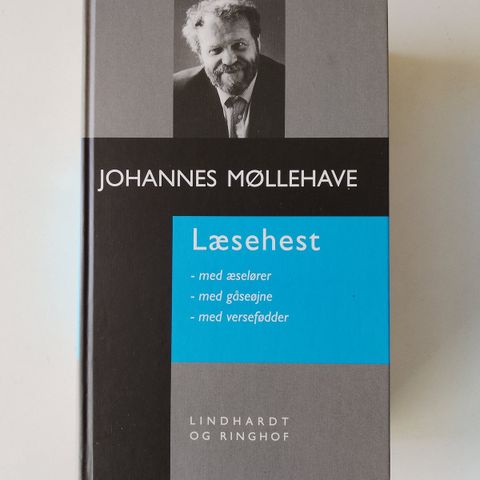 JOHANNES MØLLEHAVE
Læsehest
- med æselører
- med gåseøjne
- med versefødder
LINDHARDT
OG RINGHOF